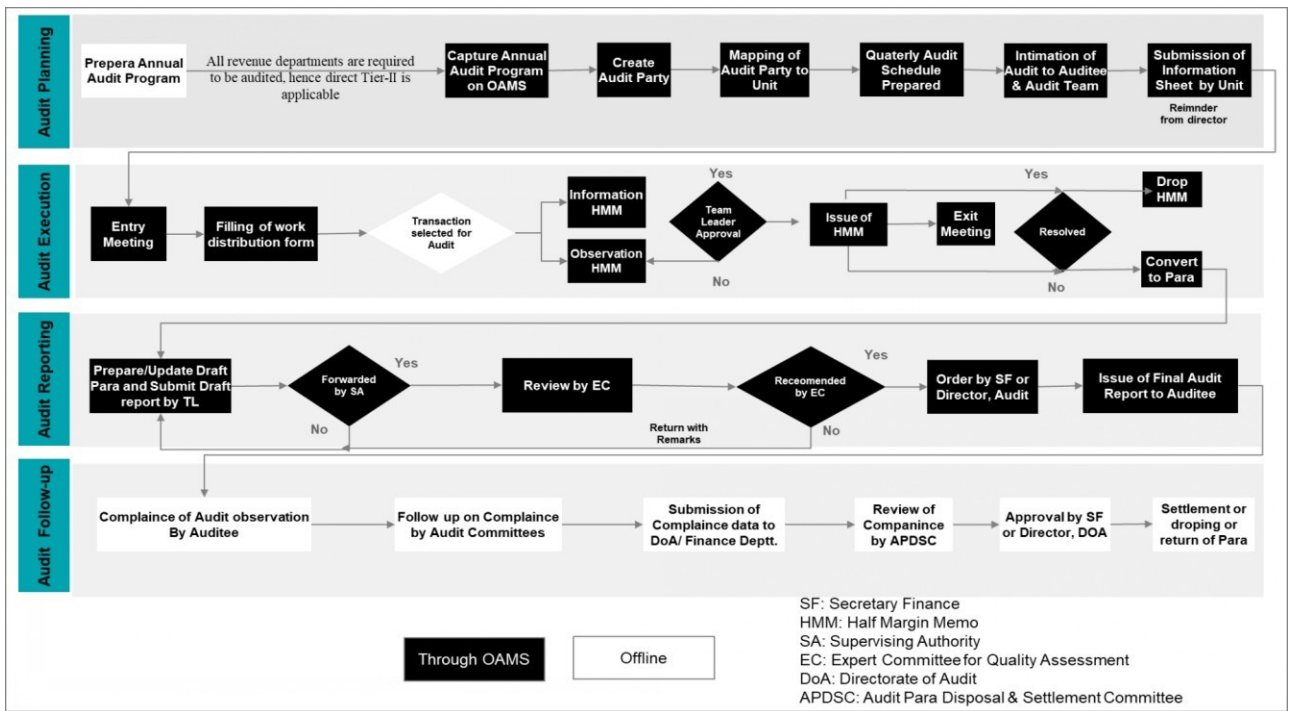 Audit Planning
Prepera Annual
Audit Program
All revenue departments are required
to be audited, hence direct Tier-II is
applicable
Capture Annual
Audit Program
on OAMS
Create
Audit Party
Mapping of
Audit Party to
Unit
Quaterly Audit
Schedule
Prepared
Intimation of
Audit to Auditee
& Audit Team
Submission of
Information
Sheet by Unit
Reimnder
from director
Audit Execution
Entry
Meeting
Filling of work
distribution form
Transaction
selected for
Audit
Information
HMM
Observation
HMM
Yes
Team
Leader
Approval
No
Issue of
HMM
Exit
Meeting
Yes
Resolved
No
Drop
HMM
Convert
to Para
Audit Reporting
Prepare/Update Draft
Para and Submit Draft
report by TL
Forwarded
by SA
Yes
No
Review by EC
Return with
Remarks
Receomended
by EC
Yes
No
Order by SF or
Director, Audit
Issue of Final Audit
Report to Auditee
Audit Follow-up
Complaince of Audit observation
By Auditee
Follow up on Complaince
by Audit Committees
Submission of
Complaince data to
DoA/ Finance Deptt.
Review of
Companince
by APDSC
Approval by SF
or Director, DOA
Settlement or
droping or
return of Para
Through OAMS
Offline
SF: Secretary Finance
HMM: Half Margin Memo
SA: Supervising Authority
EC: Expert Committee for Quality Assessment
DoA: Directorate of Audit
APDSC: Audit Para Disposal & Settlement Committee